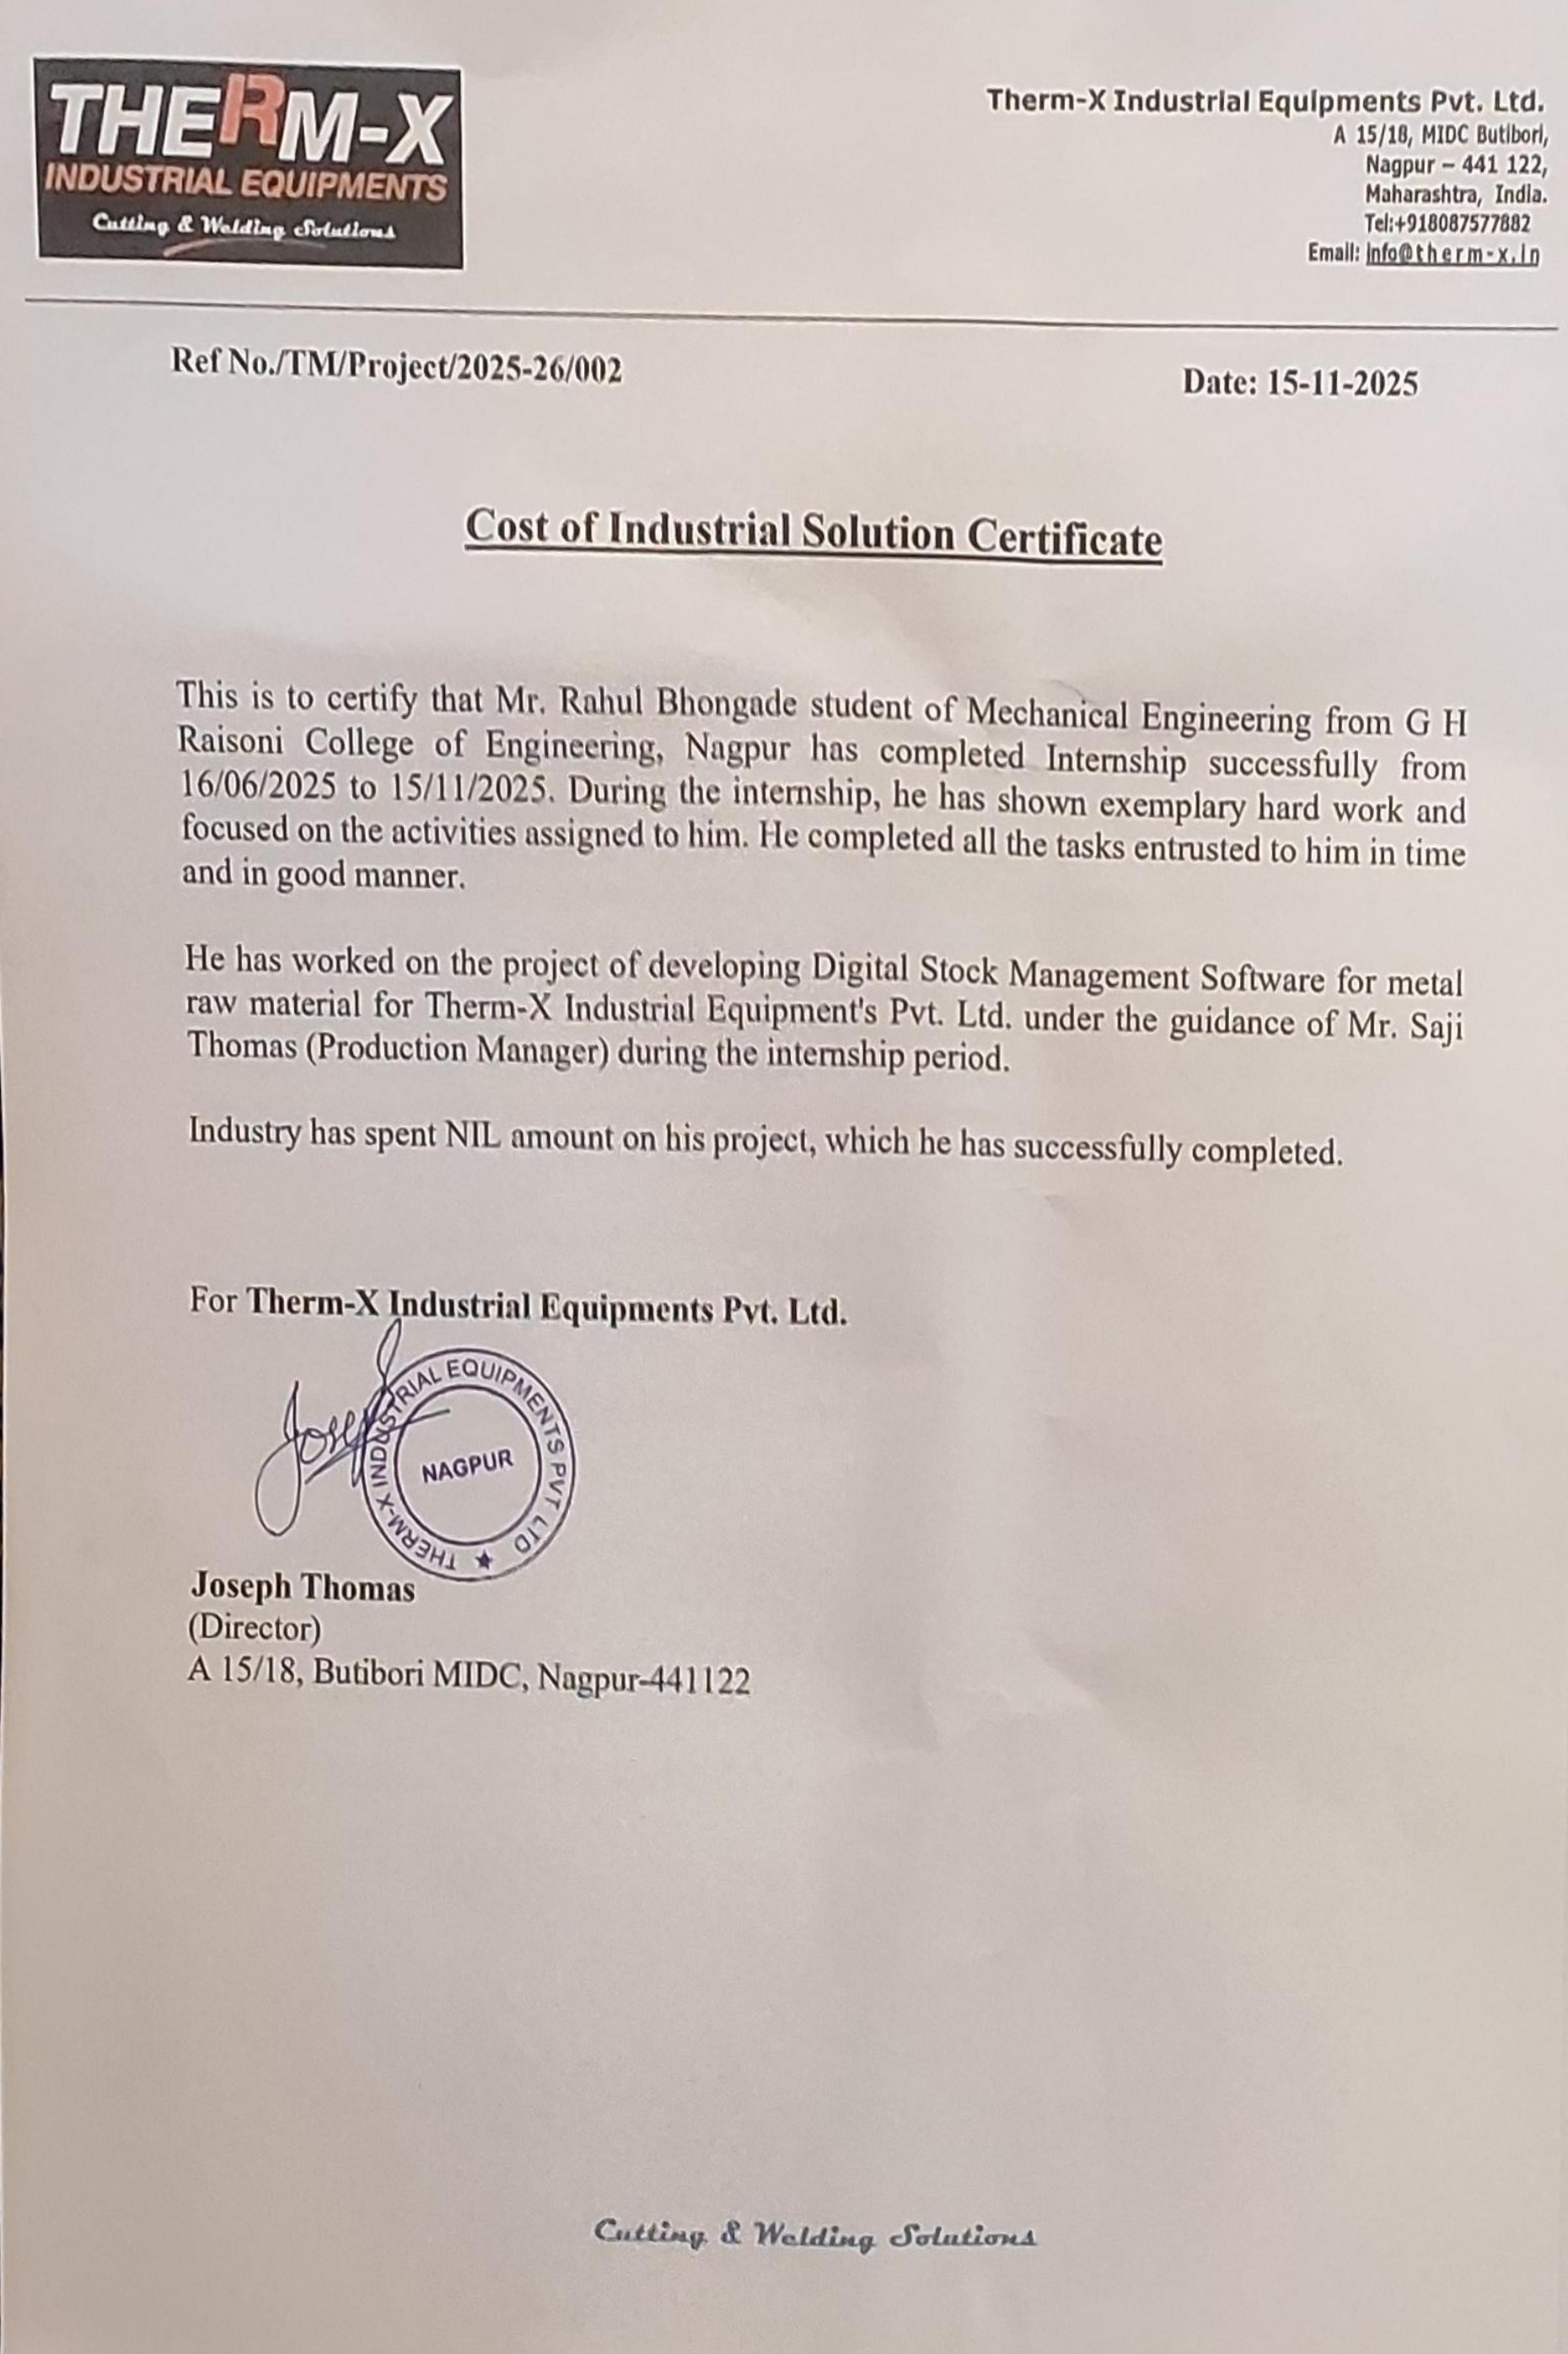 THERM-X
INDUSTRIAL EQUIPMENTS
Cutting & Welding Solutions
Therm-X Industrial Equipments Pvt. Ltd.
A 15/18, MIDC Butibori,
Nagpur – 441 122,
Maharashtra, India.
Tel:+918087577882
Email: info@therm-x.in
Ref No./TM/Project/2025-26/002
Date: 15-11-2025
Cost of Industrial Solution Certificate
This is to certify that Mr. Rahul Bhongade student of Mechanical Engineering from G H
Raisoni College of Engineering, Nagpur has completed Internship successfully from
16/06/2025 to 15/11/2025. During the internship, he has shown exemplary hard work and
focused on the activities assigned to him. He completed all the tasks entrusted to him in time
and in good manner.
He has worked on the project of developing Digital Stock Management Software for metal
raw material for Therm-X Industrial Equipment's Pvt. Ltd. under the guidance of Mr. Saji
Thomas (Production Manager) during the internship period.
Industry has spent NIL amount on his project, which he has successfully completed.
For Therm-X Industrial Equipments Pvt. Ltd.
Joseph
THERM-X INDUSTRIAL EQUIPMENTS PVT LTD
NAGPUR
Joseph Thomas
(Director)
A 15/18, Butibori MIDC, Nagpur-441122
Cutting & Welding Solutions